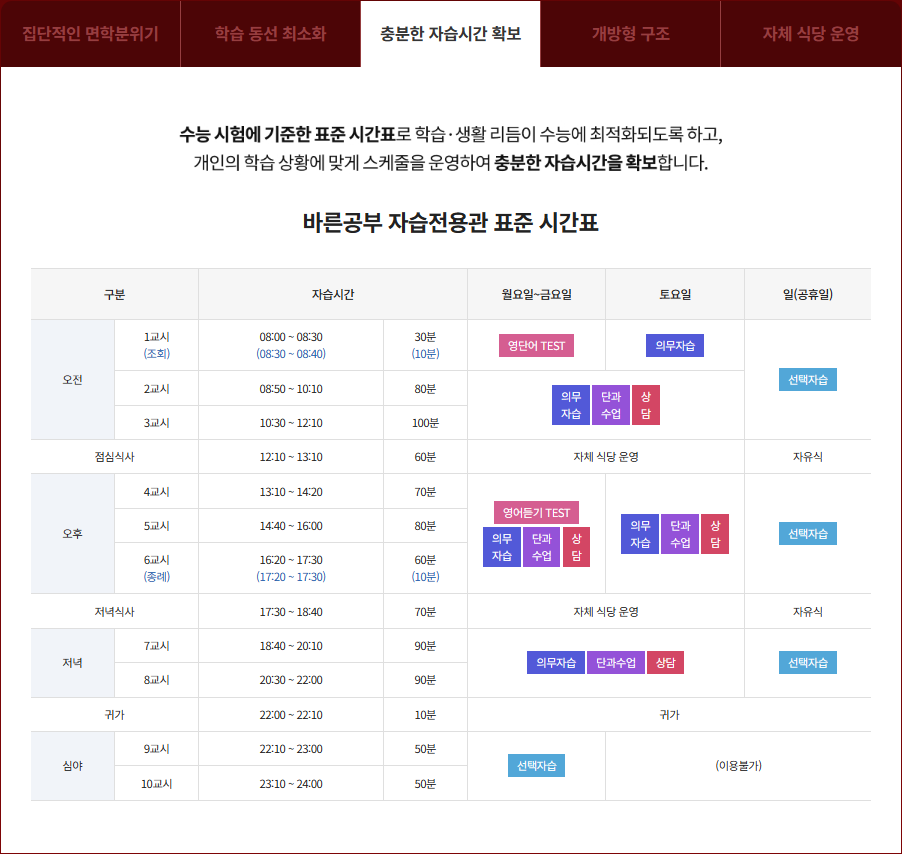 집단적인 면학분위기 학습 동선 최소화 충분한 자습시간 확보 개방형 구조 자체 식당 운영
수능 시험에 기준한 표준 시간표로 학습·생활 리듬이 수능에 최적화되도록 하고,
개인의 학습 상황에 맞게 스케줄을 운영하여 충분한 자습시간을 확보합니다.
바른공부 자습전용관 표준 시간표
구분 자습시간 월요일~금요일 토요일 일(공휴일)
오전
1교시 08:00 ~ 08:30 30분
(조회) (08:30 ~ 08:40) (10분)
영단어 TEST 의무자습
선택자습
2교시 08:50 ~ 10:10 80분
3교시 10:30 ~ 12:10 100분
의무 단과 상
자습 수업 담
점심식사 12:10 ~ 13:10 60분 자체 식당 운영 자유식
오후
4교시 13:10 ~ 14:20 70분
5교시 14:40 ~ 16:00 80분
6교시 16:20 ~ 17:30 60분
(종례) (17:20 ~ 17:30) (10분)
영어듣기 TEST
의무 단과 상
자습 수업 담
의무 단과 상
자습 수업 담
선택자습
저녁식사 17:30 ~ 18:40 70분 자체 식당 운영 자유식
저녁
7교시 18:40 ~ 20:10 90분
8교시 20:30 ~ 22:00 90분
의무자습 단과수업 상담 선택자습
귀가 22:00 ~ 22:10 10분 귀가
심야
9교시 22:10 ~ 23:00 50분
10교시 23:10 ~ 24:00 50분
선택자습 (이용불가)